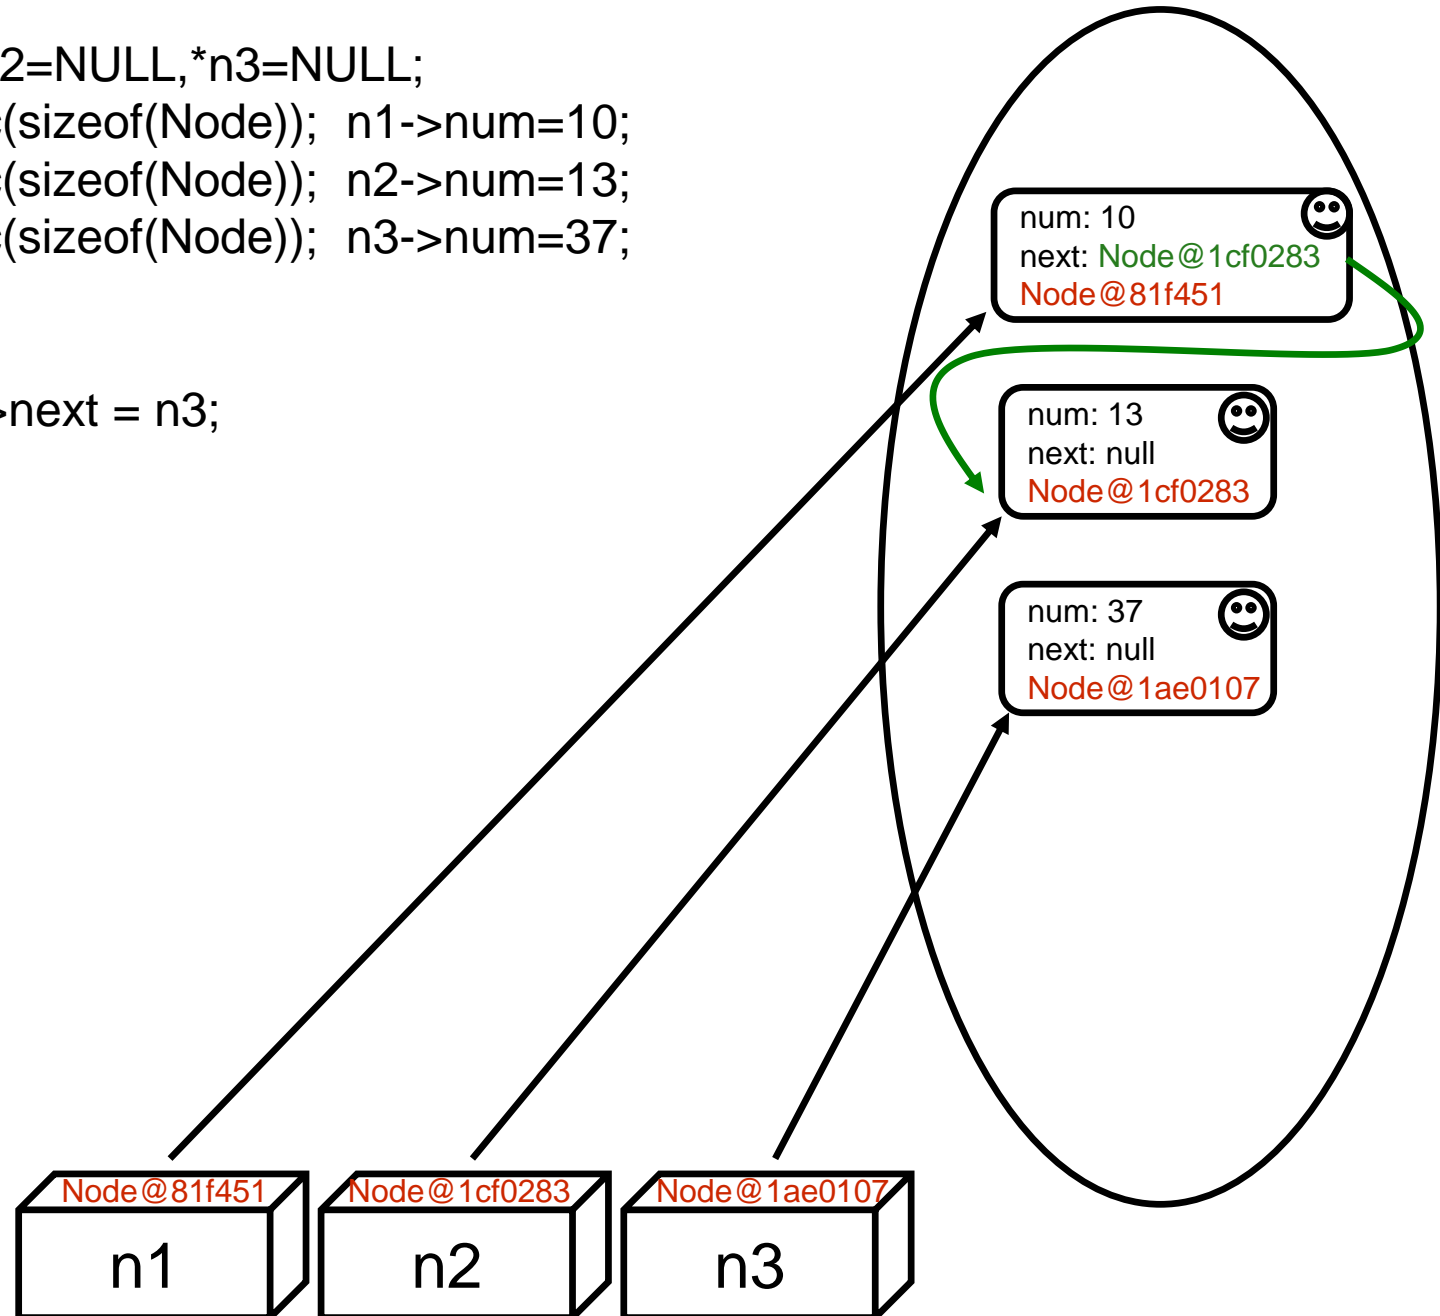 2=NULL,*n3=NULL;
c(sizeof(Node)); n1->num=10;
c(sizeof(Node)); n2->num=13;
c(sizeof(Node)); n3->num=37;
>next = n3;
num: 10
next: Node@1cf0283
Node@81f451
num: 13
next: null
Node@1cf0283
num: 37
next: null
Node@1ae0107
Node@81f451
n1
Node@1cf0283
n2
Node@1ae0107
n3